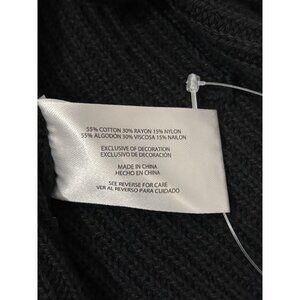 55% COTTON 30% RAYON 15% NYLON
55% ALGODÓN 30% VISCOSA 15% NAILON
EXCLUSIVE OF DECORATION
EXCLUSIVO DE DECORACIÓN
MADE IN CHINA
HECHO EN CHINA
SEE REVERSE FOR CARE
VER AL REVERSO PARA CUIDADO